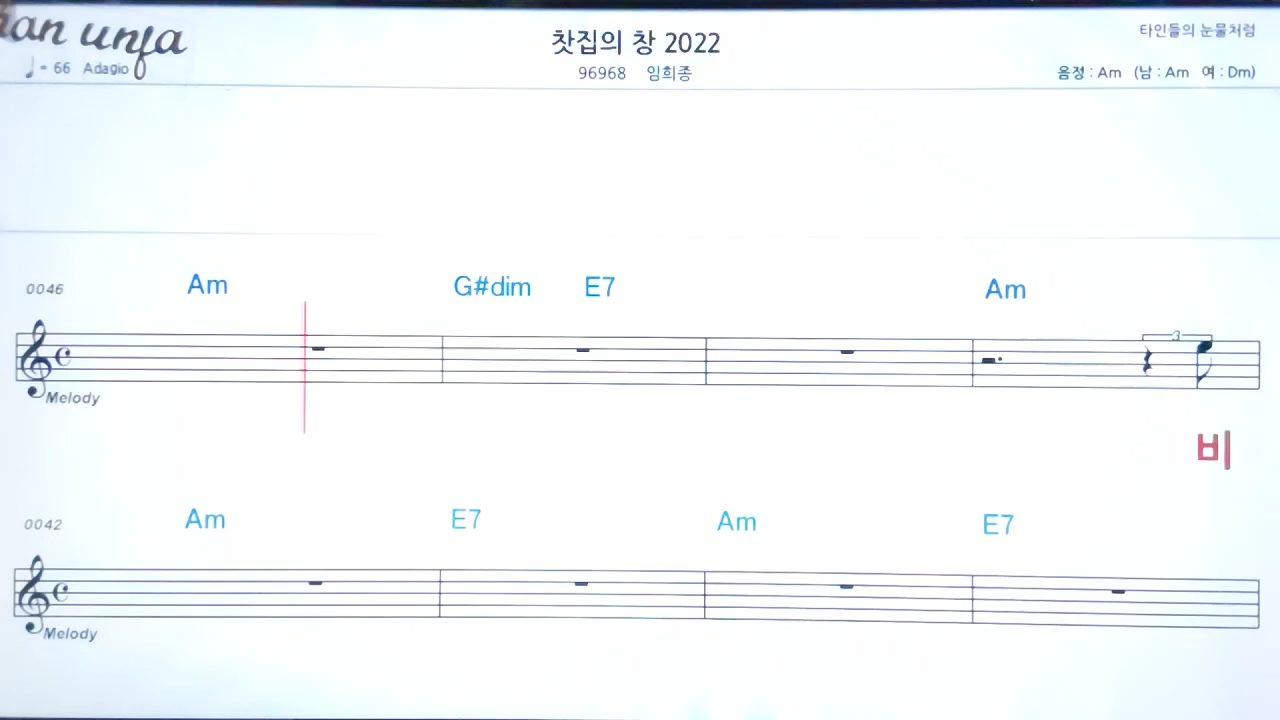 찻집의 창 2022
96968 임희종
타인들의 눈물처럼
♩= 66 Adagio
음정 : Am (남 : Am 여 : Dm)
0046 Am G#dim E7 Am
3
Melody
비
0042 Am E7 Am E7
Melody